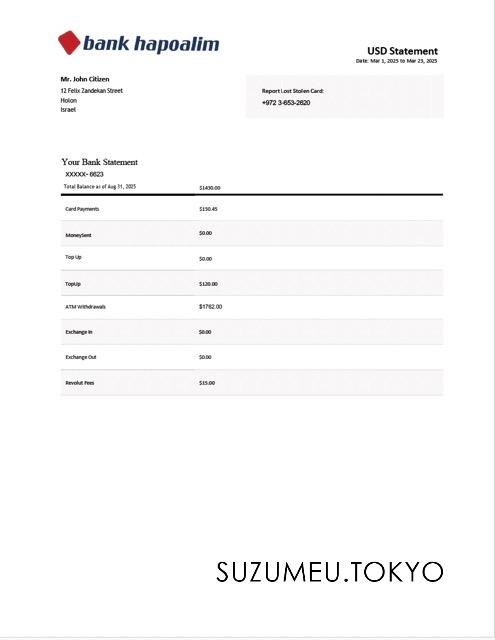 bank hapoalim
USD Statement
Date: Mar 1, 2025 to Mar 23, 2025
Mr. John Citizen
12 Felix Zandekan Street
Holon
Israel
Report Lost Stolen Card:
+972 3-653-2620
Your Bank Statement
XXXXX- 6623
Total Balance as of Aug 31, 2025 $1430.00
Card Payments $150.45
MoneySent $0.00
Top Up $0.00
TopUp $120.00
ATM Withdrawals $1762.00
Exchange In $0.00
Exchange Out $0.00
Revolut Fees $15.00
SUZUMEU.TOKYO